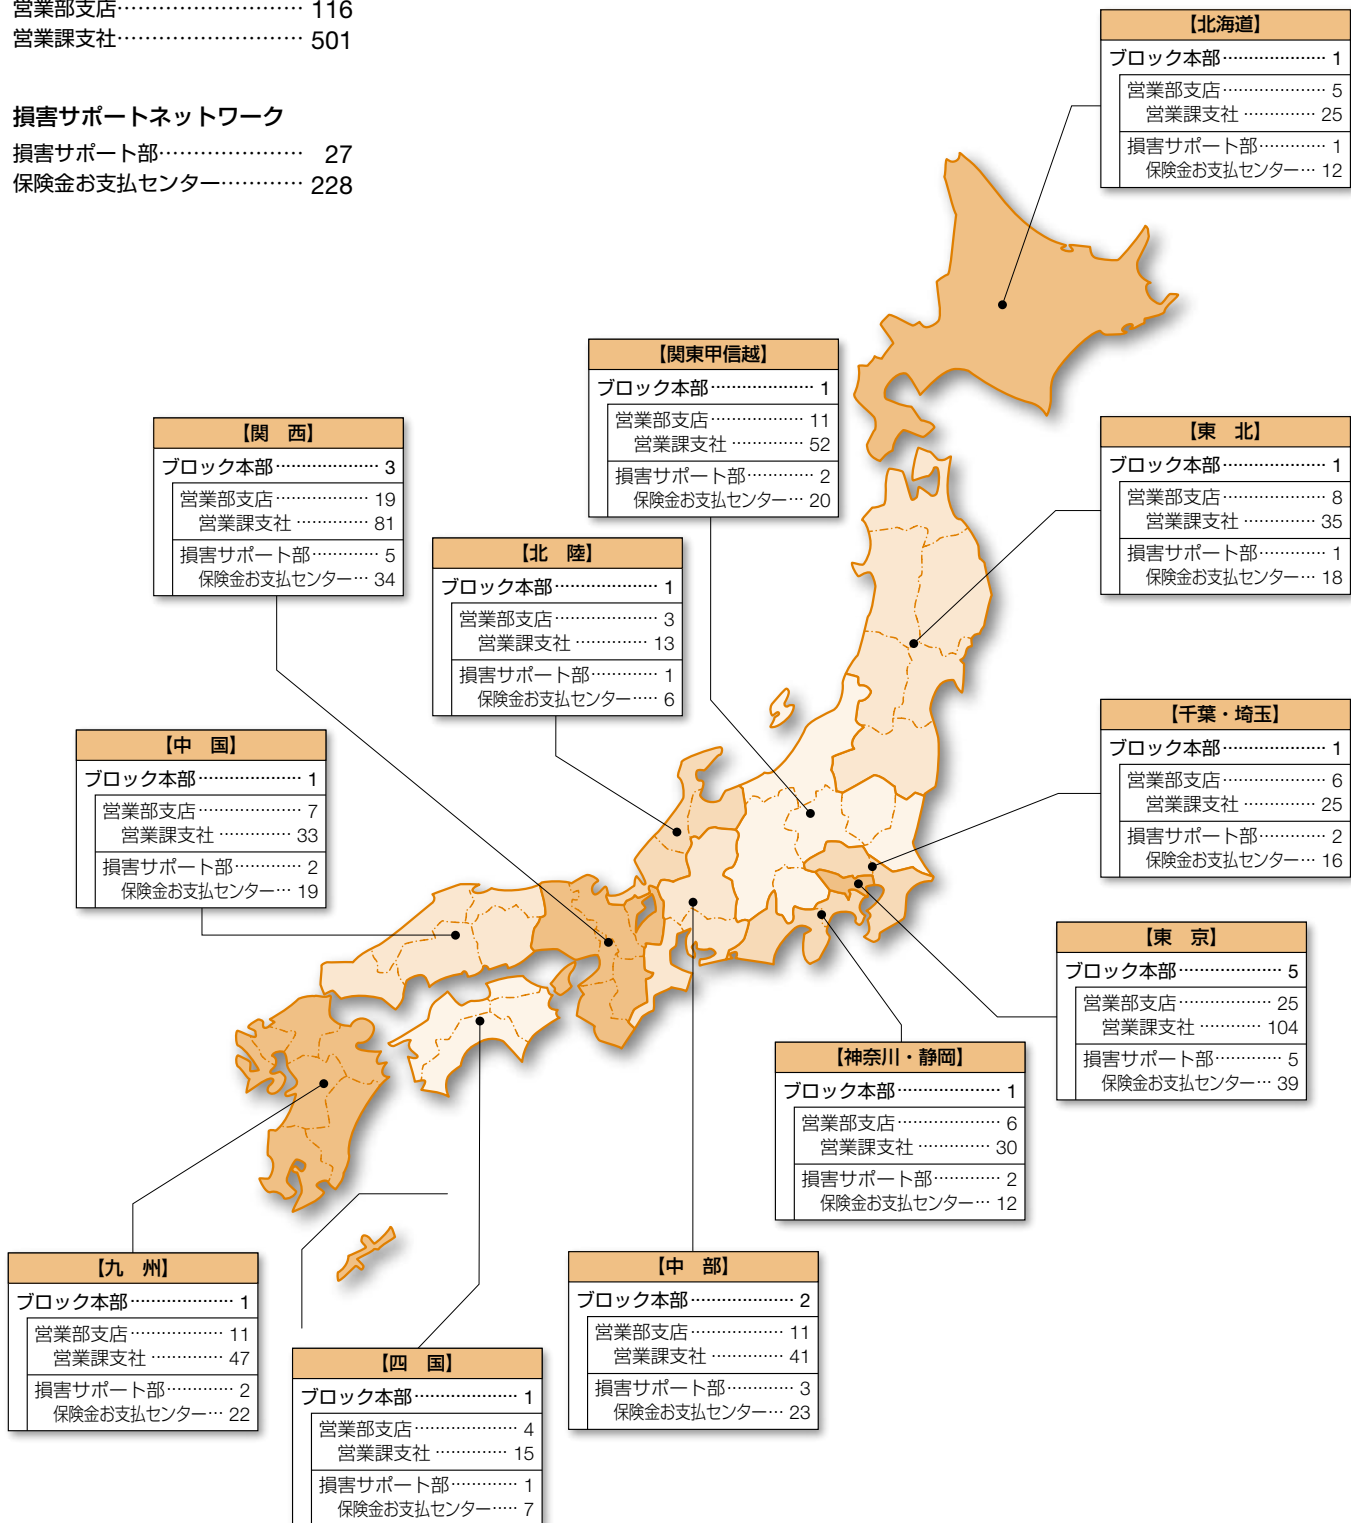 営業部支店………………………… 116
営業課支社………………………… 501
損害サポートネットワーク
損害サポート部………………… 27
保険金お支払センター………… 228
【北海道】
ブロック本部………………… 1
営業部支店………………… 5
営業課支社 …………… 25
損害サポート部………… 1
保険金お支払センター… 12
【関東甲信越】
ブロック本部………………… 1
営業部支店……………… 11
営業課支社 …………… 52
損害サポート部………… 2
保険金お支払センター… 20
【関　西】
ブロック本部………………… 3
営業部支店……………… 19
営業課支社 …………… 81
損害サポート部………… 5
保険金お支払センター… 34
【東　北】
ブロック本部………………… 1
営業部支店………………… 8
営業課支社 …………… 35
損害サポート部………… 1
保険金お支払センター… 18
【北　陸】
ブロック本部………………… 1
営業部支店………………… 3
営業課支社 …………… 13
損害サポート部………… 1
保険金お支払センター…… 6
【千葉・埼玉】
ブロック本部………………… 1
営業部支店………………… 6
営業課支社 …………… 25
損害サポート部………… 2
保険金お支払センター… 16
【中　国】
ブロック本部………………… 1
営業部支店………………… 7
営業課支社 …………… 33
損害サポート部………… 2
保険金お支払センター… 19
【東　京】
ブロック本部………………… 5
営業部支店……………… 25
営業課支社 ………… 104
損害サポート部………… 5
保険金お支払センター… 39
【神奈川・静岡】
ブロック本部………………… 1
営業部支店………………… 6
営業課支社 …………… 30
損害サポート部………… 2
保険金お支払センター… 12
【九　州】
ブロック本部………………… 1
営業部支店……………… 11
営業課支社 …………… 47
損害サポート部………… 2
保険金お支払センター… 22
【中　部】
ブロック本部………………… 2
営業部支店……………… 11
営業課支社 …………… 41
損害サポート部………… 3
保険金お支払センター… 23
【四　国】
ブロック本部………………… 1
営業部支店………………… 4
営業課支社 …………… 15
損害サポート部………… 1
保険金お支払センター…… 7